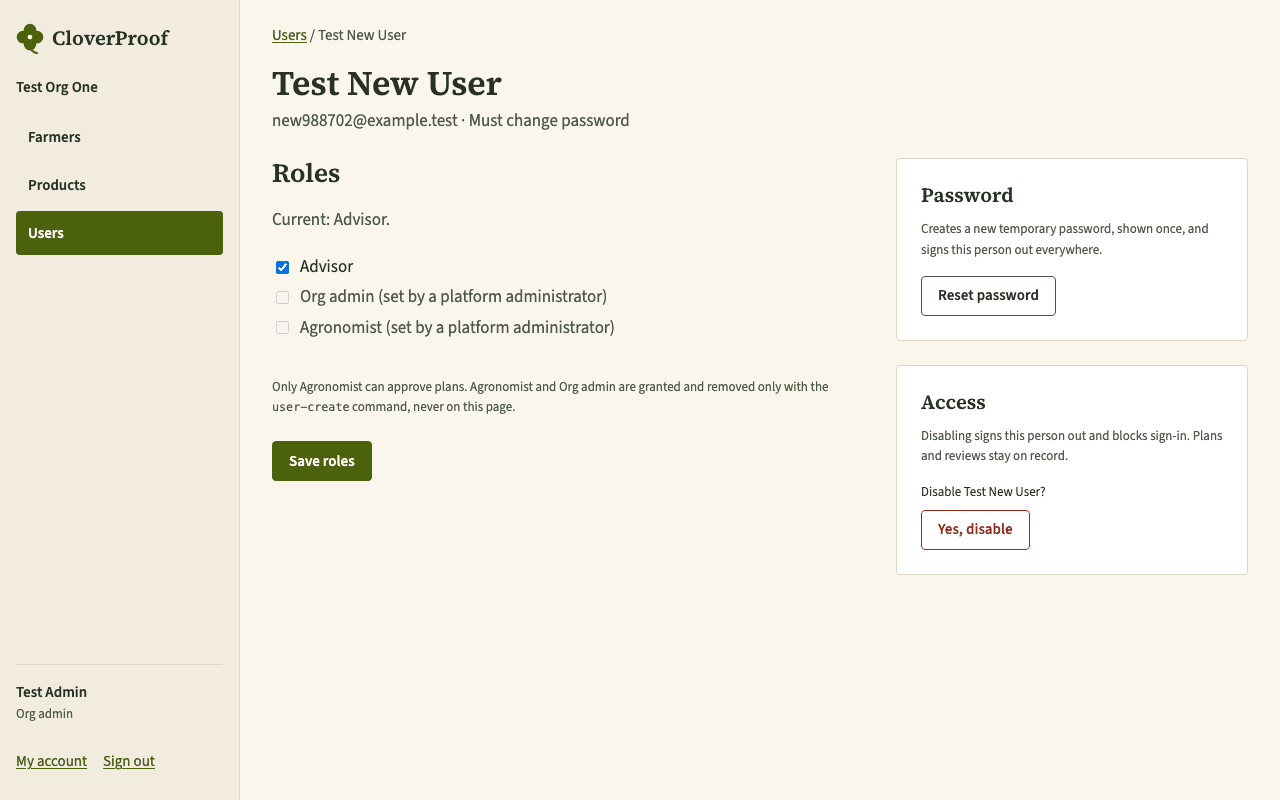 CloverProof
Test Org One
Farmers
Products
Users
Test Admin
Org admin
My account Sign out
Users / Test New User
Test New User
new988702@example.test · Must change password
Roles
Current: Advisor.
Advisor
Org admin (set by a platform administrator)
Agronomist (set by a platform administrator)
Only Agronomist can approve plans. Agronomist and Org admin are granted and removed only with the
user-create command, never on this page.
Save roles
Password
Creates a new temporary password, shown once, and
signs this person out everywhere.
Reset password
Access
Disabling signs this person out and blocks sign-in. Plans
and reviews stay on record.
Disable Test New User?
Yes, disable